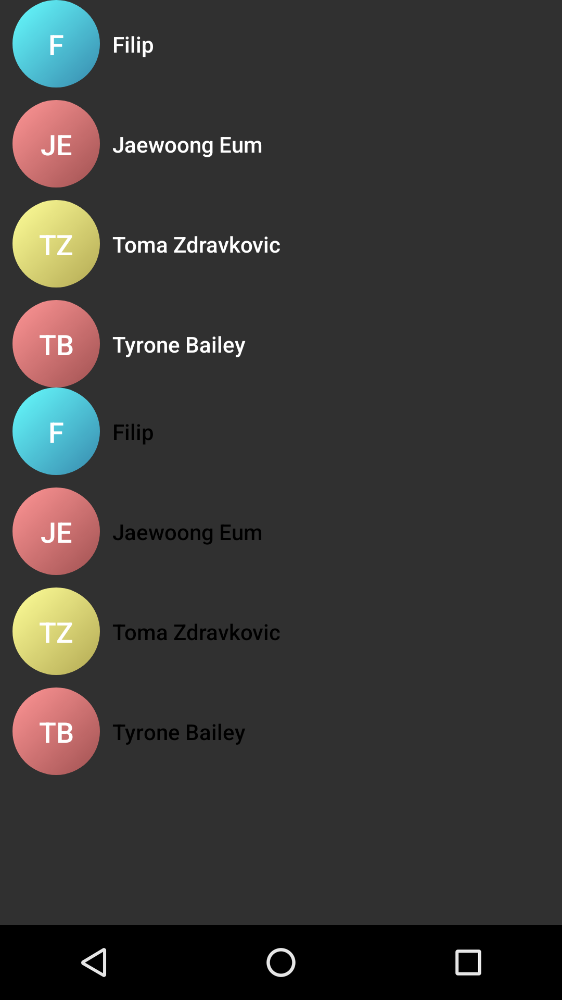 F
Filip
JE
Jaewoong Eum
TZ
Toma Zdravkovic
TB
Tyrone Bailey
F
Filip
JE
Jaewoong Eum
TZ
Toma Zdravkovic
TB
Tyrone Bailey